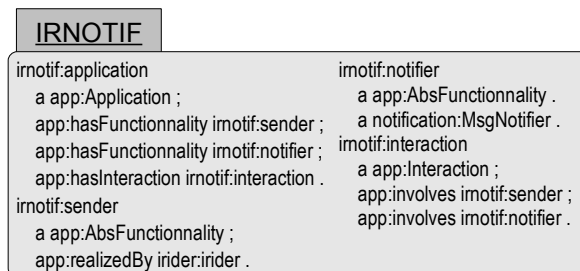 IRNOTIF
irnotif:application
a app:Application ;
app:hasFunctionnality irnotif:sender ;
app:hasFunctionnality irnotif:notifier ;
app:hasInteraction irnotif:interaction .
irnotif:sender
a app:AbsFunctionnality ;
app:realizedBy irider:irider .
irnotif:notifier
a app:AbsFunctionnality .
a notification:MsgNotifier .
irnotif:interaction
a app:Interaction ;
app:involves irnotif:sender ;
app:involves irnotif:notifier .